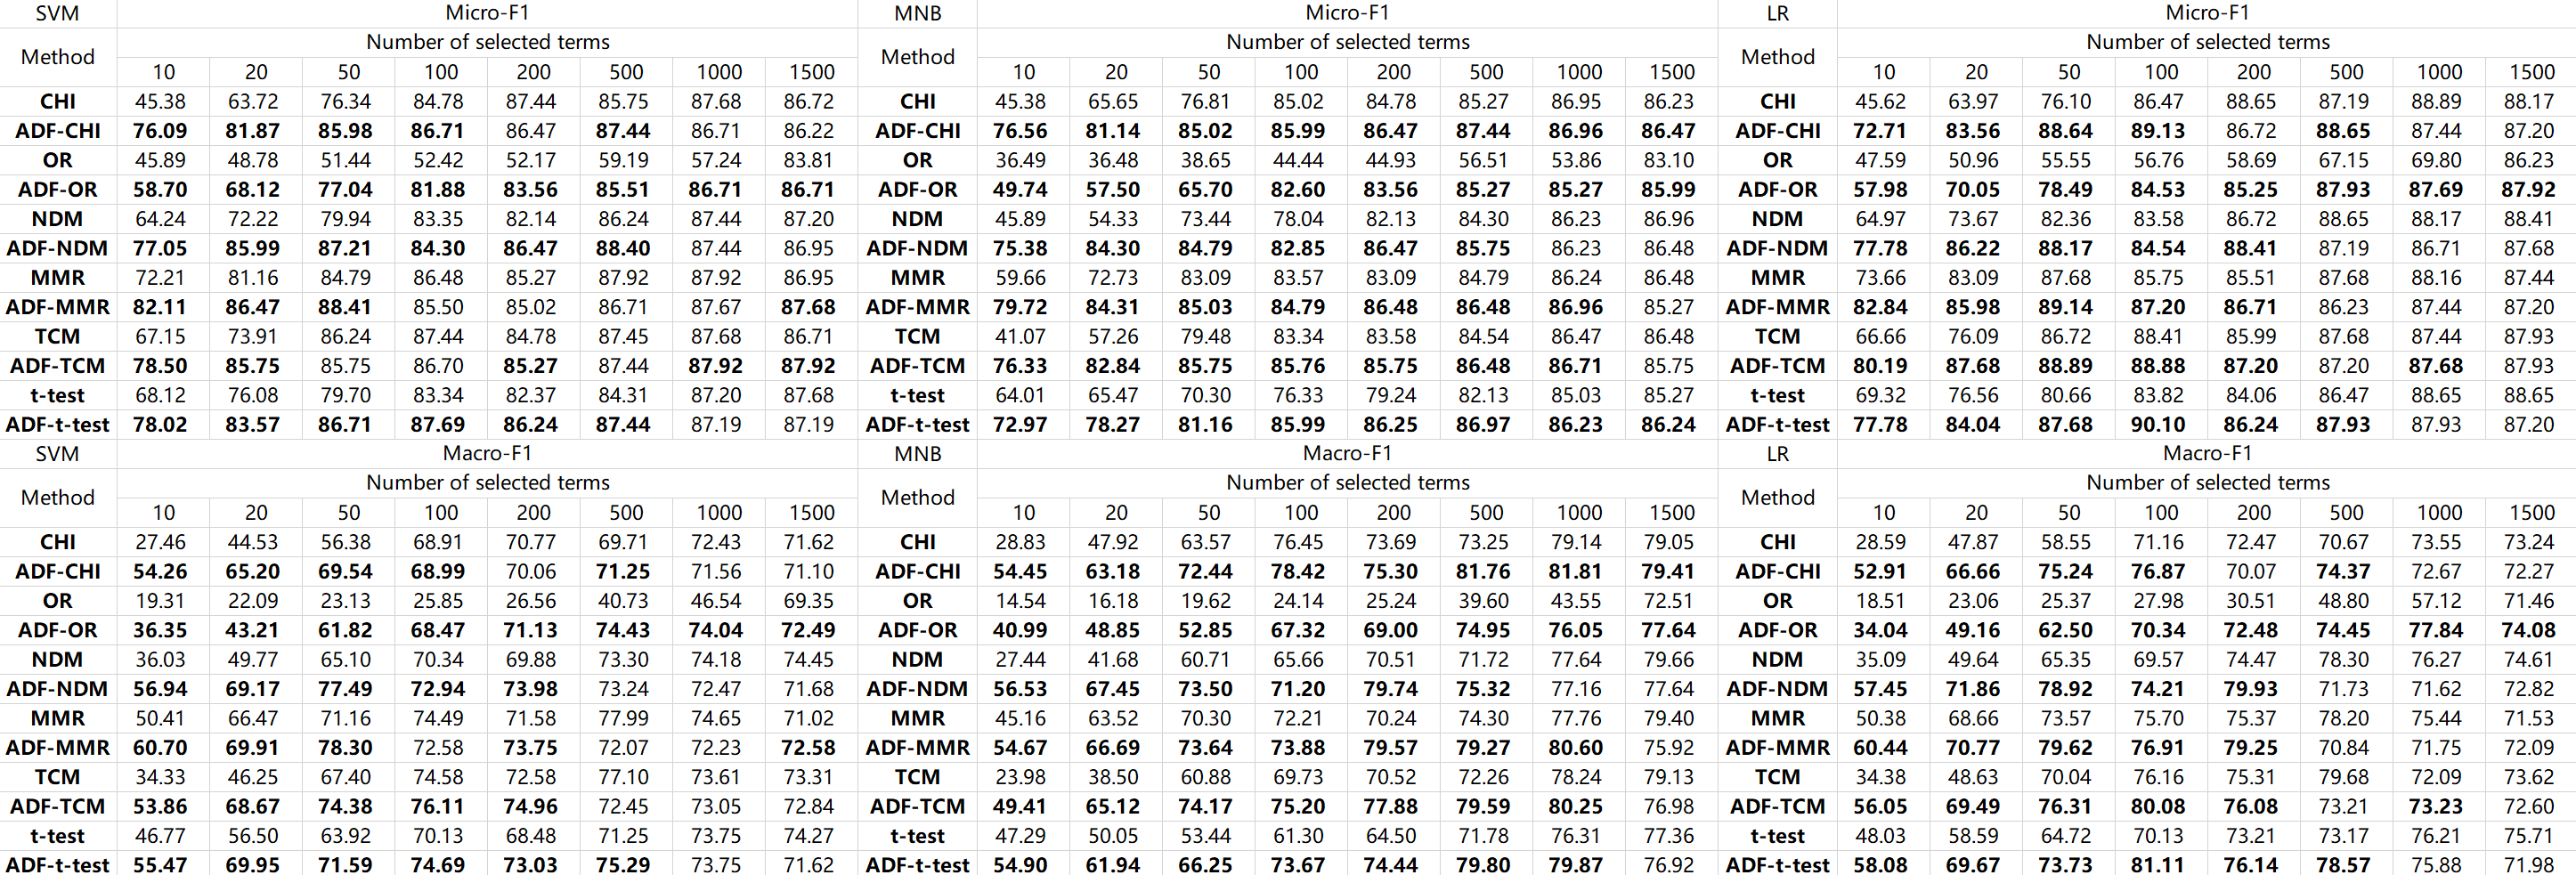 SVM Micro-F1 MNB Micro-F1 LR Micro-F1
Method Number of selected terms Method Number of selected terms Method Number of selected terms
10 20 50 100 200 500 1000 1500 10 20 50 100 200 500 1000 1500 10 20 50 100 200 500 1000 1500
CHI 45.38 63.72 76.34 84.78 87.44 85.75 87.68 86.72 CHI 45.38 65.65 76.81 85.02 84.78 85.27 86.95 86.23 CHI 45.62 63.97 76.10 86.47 88.65 87.19 88.89 88.17
ADF-CHI 76.09 81.87 85.98 86.71 86.47 87.44 86.71 86.22 ADF-CHI 76.56 81.14 85.02 85.99 86.47 87.44 86.96 86.47 ADF-CHI 72.71 83.56 88.64 89.13 86.72 88.65 87.44 87.20
OR 45.89 48.78 51.44 52.42 52.17 59.19 57.24 83.81 OR 36.49 36.48 38.65 44.44 44.93 56.51 53.86 83.10 OR 47.59 50.96 55.55 56.76 58.69 67.15 69.80 86.23
ADF-OR 58.70 68.12 77.04 81.88 83.56 85.51 86.71 86.71 ADF-OR 49.74 57.50 65.70 82.60 83.56 85.27 85.27 85.99 ADF-OR 57.98 70.05 78.49 84.53 85.25 87.93 87.69 87.92
NDM 64.24 72.22 79.94 83.35 82.14 86.24 87.44 87.20 NDM 45.89 54.33 73.44 78.04 82.13 84.30 86.23 86.96 NDM 64.97 73.67 82.36 83.58 86.72 88.65 88.17 88.41
ADF-NDM 77.05 85.99 87.21 84.30 86.47 88.40 87.44 86.95 ADF-NDM 75.38 84.30 84.79 82.85 86.47 85.75 86.23 86.48 ADF-NDM 77.78 86.22 88.17 84.54 88.41 87.19 86.71 87.68
MMR 72.21 81.16 84.79 86.48 85.27 87.92 87.92 86.95 MMR 59.66 72.73 83.09 83.57 83.09 84.79 86.24 86.48 MMR 73.66 83.09 87.68 85.75 85.51 87.68 88.16 87.44
ADF-MMR 82.11 86.47 88.41 85.50 85.02 86.71 87.67 87.68 ADF-MMR 79.72 84.31 85.03 84.79 86.48 86.48 86.96 85.27 ADF-MMR 82.84 85.98 89.14 87.20 86.71 86.23 87.44 87.20
TCM 67.15 73.91 86.24 87.44 84.78 87.45 87.68 86.71 TCM 41.07 57.26 79.48 83.34 83.58 84.54 86.47 86.48 TCM 66.66 76.09 86.72 88.41 85.99 87.68 87.44 87.93
ADF-TCM 78.50 85.75 85.75 86.70 85.27 87.44 87.92 87.92 ADF-TCM 76.33 82.84 85.75 85.76 85.75 86.48 86.71 85.75 ADF-TCM 80.19 87.68 88.89 88.88 87.20 87.20 87.68 87.93
t-test 68.12 76.08 79.70 83.34 82.37 84.31 87.20 87.68 t-test 64.01 65.47 70.30 76.33 79.24 82.13 85.03 85.27 t-test 69.32 76.56 80.66 83.82 84.06 86.47 88.65 88.65
ADF-t-test 78.02 83.57 86.71 87.69 86.24 87.44 87.19 87.19 ADF-t-test 72.97 78.27 81.16 85.99 86.25 86.97 86.23 86.24 ADF-t-test 77.78 84.04 87.68 90.10 86.24 87.93 87.93 87.20
SVM Macro-F1 MNB Macro-F1 LR Macro-F1
Method Number of selected terms Method Number of selected terms Method Number of selected terms
10 20 50 100 200 500 1000 1500 10 20 50 100 200 500 1000 1500 10 20 50 100 200 500 1000 1500
CHI 27.46 44.53 56.38 68.91 70.77 69.71 72.43 71.62 CHI 28.83 47.92 63.57 76.45 73.69 73.25 79.14 79.05 CHI 28.59 47.87 58.55 71.16 72.47 70.67 73.55 73.24
ADF-CHI 54.26 65.20 69.54 68.99 70.06 71.25 71.56 71.10 ADF-CHI 54.45 63.18 72.44 78.42 75.30 81.76 81.81 79.41 ADF-CHI 52.91 66.66 75.24 76.87 70.07 74.37 72.67 72.27
OR 19.31 22.09 23.13 25.85 26.56 40.73 46.54 69.35 OR 14.54 16.18 19.62 24.14 25.24 39.60 43.55 72.51 OR 18.51 23.06 25.37 27.98 30.51 48.80 57.12 71.46
ADF-OR 36.35 43.21 61.82 68.47 71.13 74.43 74.04 72.49 ADF-OR 40.99 48.85 52.85 67.32 69.00 74.95 76.05 77.64 ADF-OR 34.04 49.16 62.50 70.34 72.48 74.45 77.84 74.08
NDM 36.03 49.77 65.10 70.34 69.88 73.30 74.18 74.45 NDM 27.44 41.68 60.71 65.66 70.51 71.72 77.64 79.66 NDM 35.09 49.64 65.35 69.57 74.47 78.30 76.27 74.61
ADF-NDM 56.94 69.17 77.49 72.94 73.98 73.24 72.47 71.68 ADF-NDM 56.53 67.45 73.50 71.20 79.74 75.32 77.16 77.64 ADF-NDM 57.45 71.86 78.92 74.21 79.93 71.73 71.62 72.82
MMR 50.41 66.47 71.16 74.49 71.58 77.99 74.65 71.02 MMR 45.16 63.52 70.30 72.21 70.24 74.30 77.76 79.40 MMR 50.38 68.66 73.57 75.70 75.37 78.20 75.44 71.53
ADF-MMR 60.70 69.91 78.30 72.58 73.75 72.07 72.23 72.58 ADF-MMR 54.67 66.69 73.64 73.88 79.57 79.27 80.60 75.92 ADF-MMR 60.44 70.77 79.62 76.91 79.25 70.84 71.75 72.09
TCM 34.33 46.25 67.40 74.58 72.58 77.10 73.61 73.31 TCM 23.98 38.50 60.88 69.73 70.52 72.26 78.24 79.13 TCM 34.38 48.63 70.04 76.16 75.31 79.68 72.09 73.62
ADF-TCM 53.86 68.67 74.38 76.11 74.96 72.45 73.05 72.84 ADF-TCM 49.41 65.12 74.17 75.20 77.88 79.59 80.25 76.98 ADF-TCM 56.05 69.49 76.31 80.08 76.08 73.21 73.23 72.60
t-test 46.77 56.50 63.92 70.13 68.48 71.25 73.75 74.27 t-test 47.29 50.05 53.44 61.30 64.50 71.78 76.31 77.36 t-test 48.03 58.59 64.72 70.13 73.21 73.17 76.21 75.71
ADF-t-test 55.47 69.95 71.59 74.69 73.03 75.29 73.75 71.62 ADF-t-test 54.90 61.94 66.25 73.67 74.44 79.80 79.87 76.92 ADF-t-test 58.08 69.67 73.73 81.11 76.14 78.57 75.88 71.98